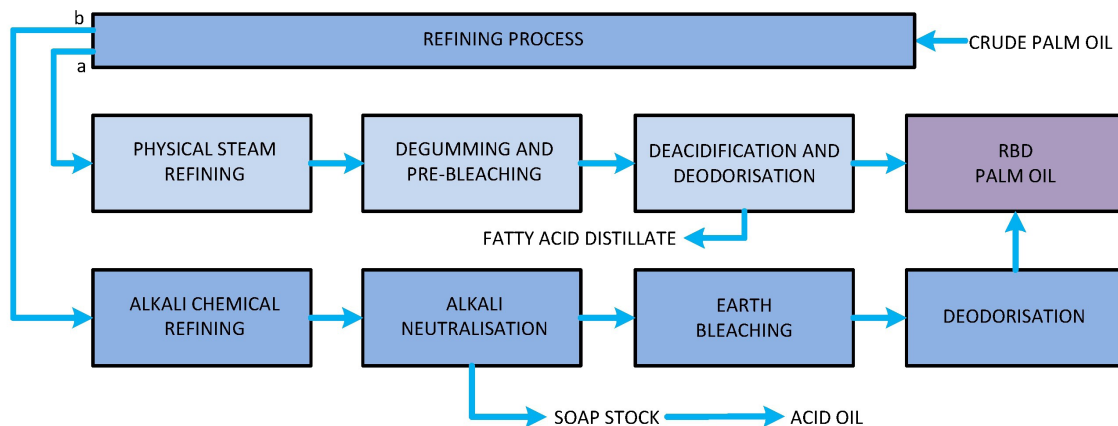 b
REFINING PROCESS
CRUDE PALM OIL
a
PHYSICAL STEAM
REFINING
DEGUMMING AND
PRE-BLEACHING
DEACIDIFICATION AND
DEODORISATION
RBD
PALM OIL
FATTY ACID DISTILLATE
ALKALI CHEMICAL
REFINING
ALKALI
NEUTRALISATION
EARTH
BLEACHING
DEODORISATION
SOAP STOCK
ACID OIL